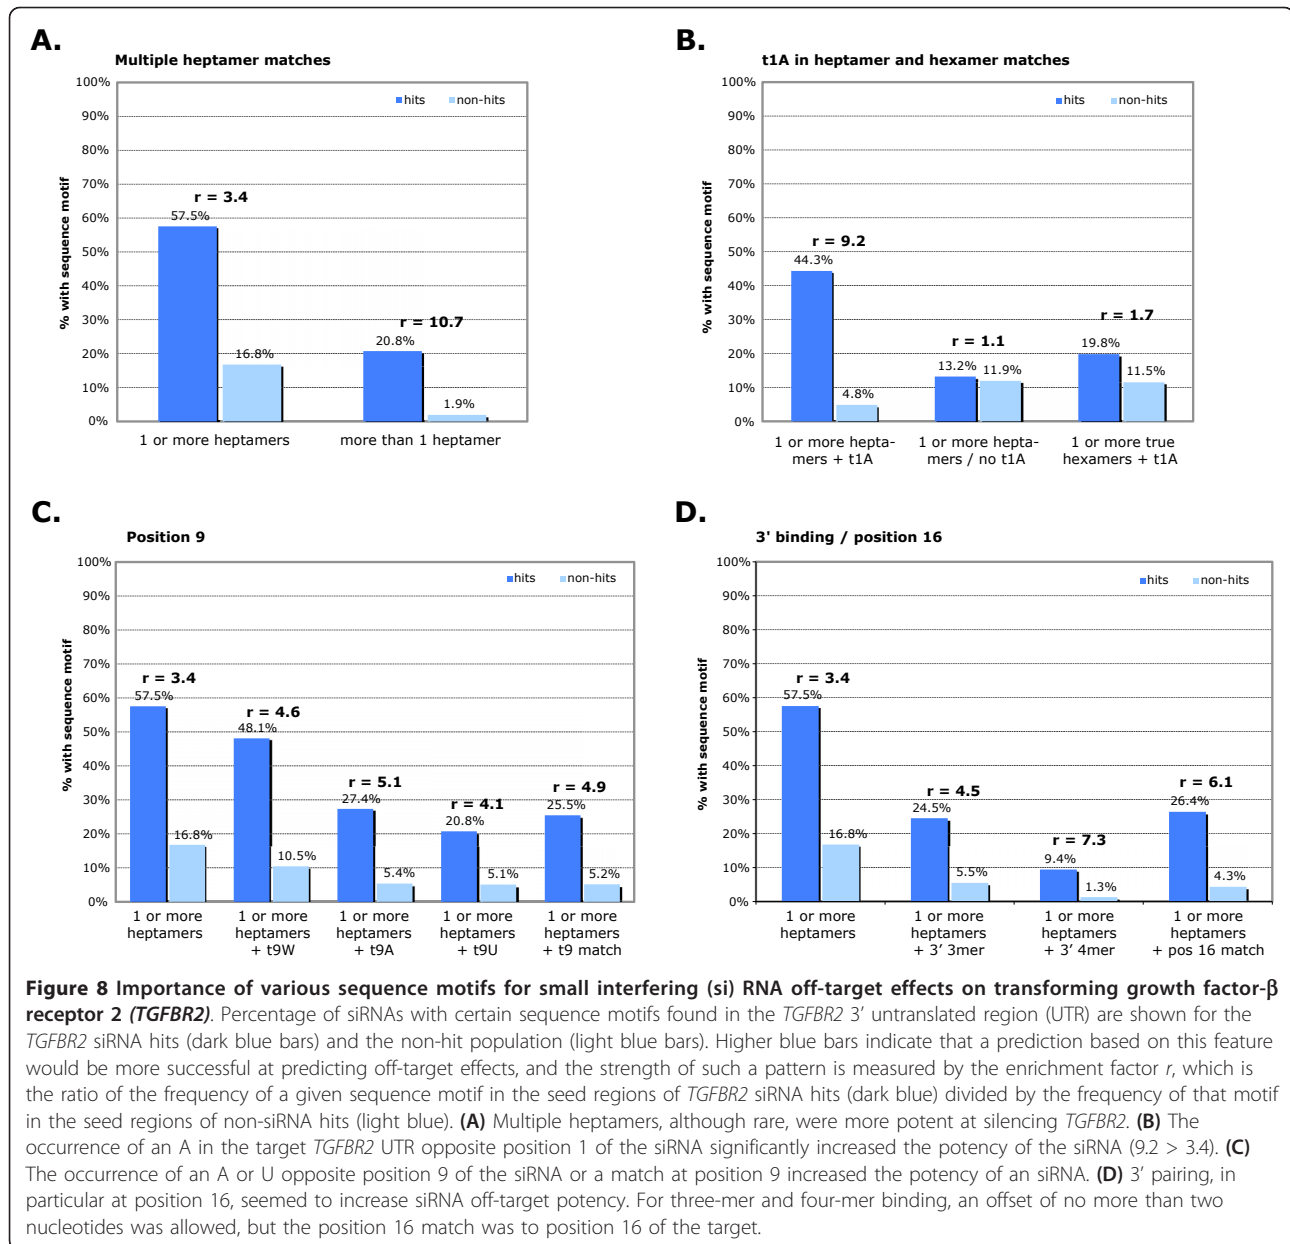 A.
Multiple heptamer matches
% with sequence motif
100%
90%
80%
70%
60%
50%
40%
30%
20%
10%
0%
hits
non-hits
r = 3.4
57.5%
16.8%
r = 10.7
20.8%
1.9%
1 or more heptamers
more than 1 heptamer
B.
t1A in heptamer and hexamer matches
% with sequence motif
100%
90%
80%
70%
60%
50%
40%
30%
20%
10%
0%
hits
non-hits
r = 9.2
44.3%
4.8%
r = 1.1
13.2%
11.9%
r = 1.7
19.8%
11.5%
1 or more hepta-
mers + t1A
1 or more hepta-
mers / no t1A
1 or more true
hexamers + t1A
C.
Position 9
% with sequence motif
100%
90%
80%
70%
60%
50%
40%
30%
20%
10%
0%
hits
non-hits
r = 3.4
57.5%
16.8%
r = 4.6
48.1%
10.5%
r = 5.1
27.4%
5.4%
r = 4.1
20.8%
5.1%
r = 4.9
25.5%
5.2%
1 or more
heptamers
1 or more
heptamers
+ t9W
1 or more
heptamers
+ t9A
1 or more
heptamers
+ t9U
1 or more
heptamers
+ t9 match
D.
3' binding / position 16
% with sequence motif
100%
90%
80%
70%
60%
50%
40%
30%
20%
10%
0%
hits
non-hits
r = 3.4
57.5%
16.8%
r = 4.5
24.5%
5.5%
r = 7.3
9.4%
1.3%
r = 6.1
26.4%
4.3%
1 or more
heptamers
1 or more
heptamers
+ 3′ 3mer
1 or more
heptamers
+ 3′ 4mer
1 or more
heptamers
+ pos 16 match
Figure 8 Importance of various sequence motifs for small interfering (si) RNA off-target effects on transforming growth factor-β
receptor 2 (TGFBR2). Percentage of siRNAs with certain sequence motifs found in the TGFBR2 3′ untranslated region (UTR) are shown for the
TGFBR2 siRNA hits (dark blue bars) and the non-hit population (light blue bars). Higher blue bars indicate that a prediction based on this feature
would be more successful at predicting off-target effects, and the strength of such a pattern is measured by the enrichment factor r, which is
the ratio of the frequency of a given sequence motif in the seed regions of TGFBR2 siRNA hits (dark blue) divided by the frequency of that motif
in the seed regions of non-siRNA hits (light blue). (A) Multiple heptamers, although rare, were more potent at silencing TGFBR2. (B) The
occurrence of an A in the target TGFBR2 UTR opposite position 1 of the siRNA significantly increased the potency of the siRNA (9.2 > 3.4). (C)
The occurrence of an A or U opposite position 9 of the siRNA or a match at position 9 increased the potency of an siRNA. (D) 3′ pairing, in
particular at position 16, seemed to increase siRNA off-target potency. For three-mer and four-mer binding, an offset of no more than two
nucleotides was allowed, but the position 16 match was to position 16 of the target.